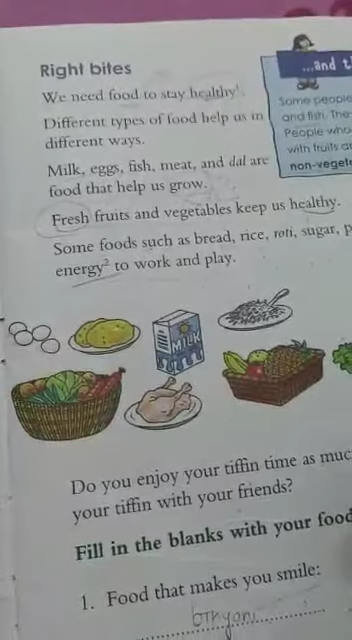 Right bites
We need food to stay healthy¹.
Different types of food help us in
different ways.
Milk, eggs, fish, meat, and dal are
food that help us grow.
Fresh fruits and vegetables keep us healthy.
Some foods such as bread, rice, roti, sugar, p
energy² to work and play.
...and t
Some people
and fish. The
People who
with fruits a
non-veget
MILK
Do you enjoy your tiffin time as muc
your tiffin with your friends?
Fill in the blanks with your food
1. Food that makes you smile:
biryani